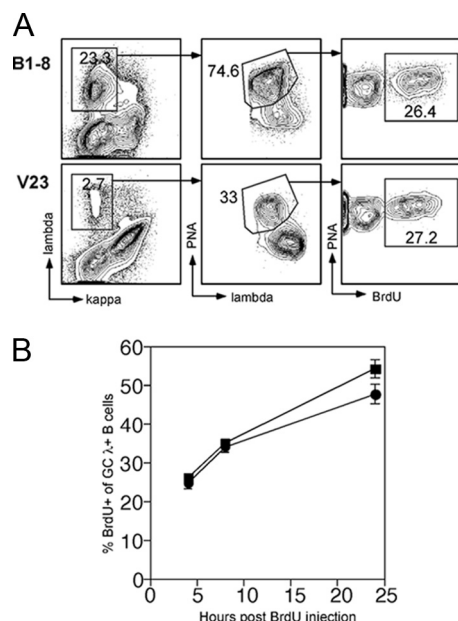 A
B1-8
23.3
74.6
26.4
V23
2.7
33
27.2
lambda
PNA
PNA
kappa
lambda
BrdU
B
% BrdU+ of GC λ+ B cells
60
50
40
30
20
10
0
0 5 10 15 20 25
Hours post BrdU injection